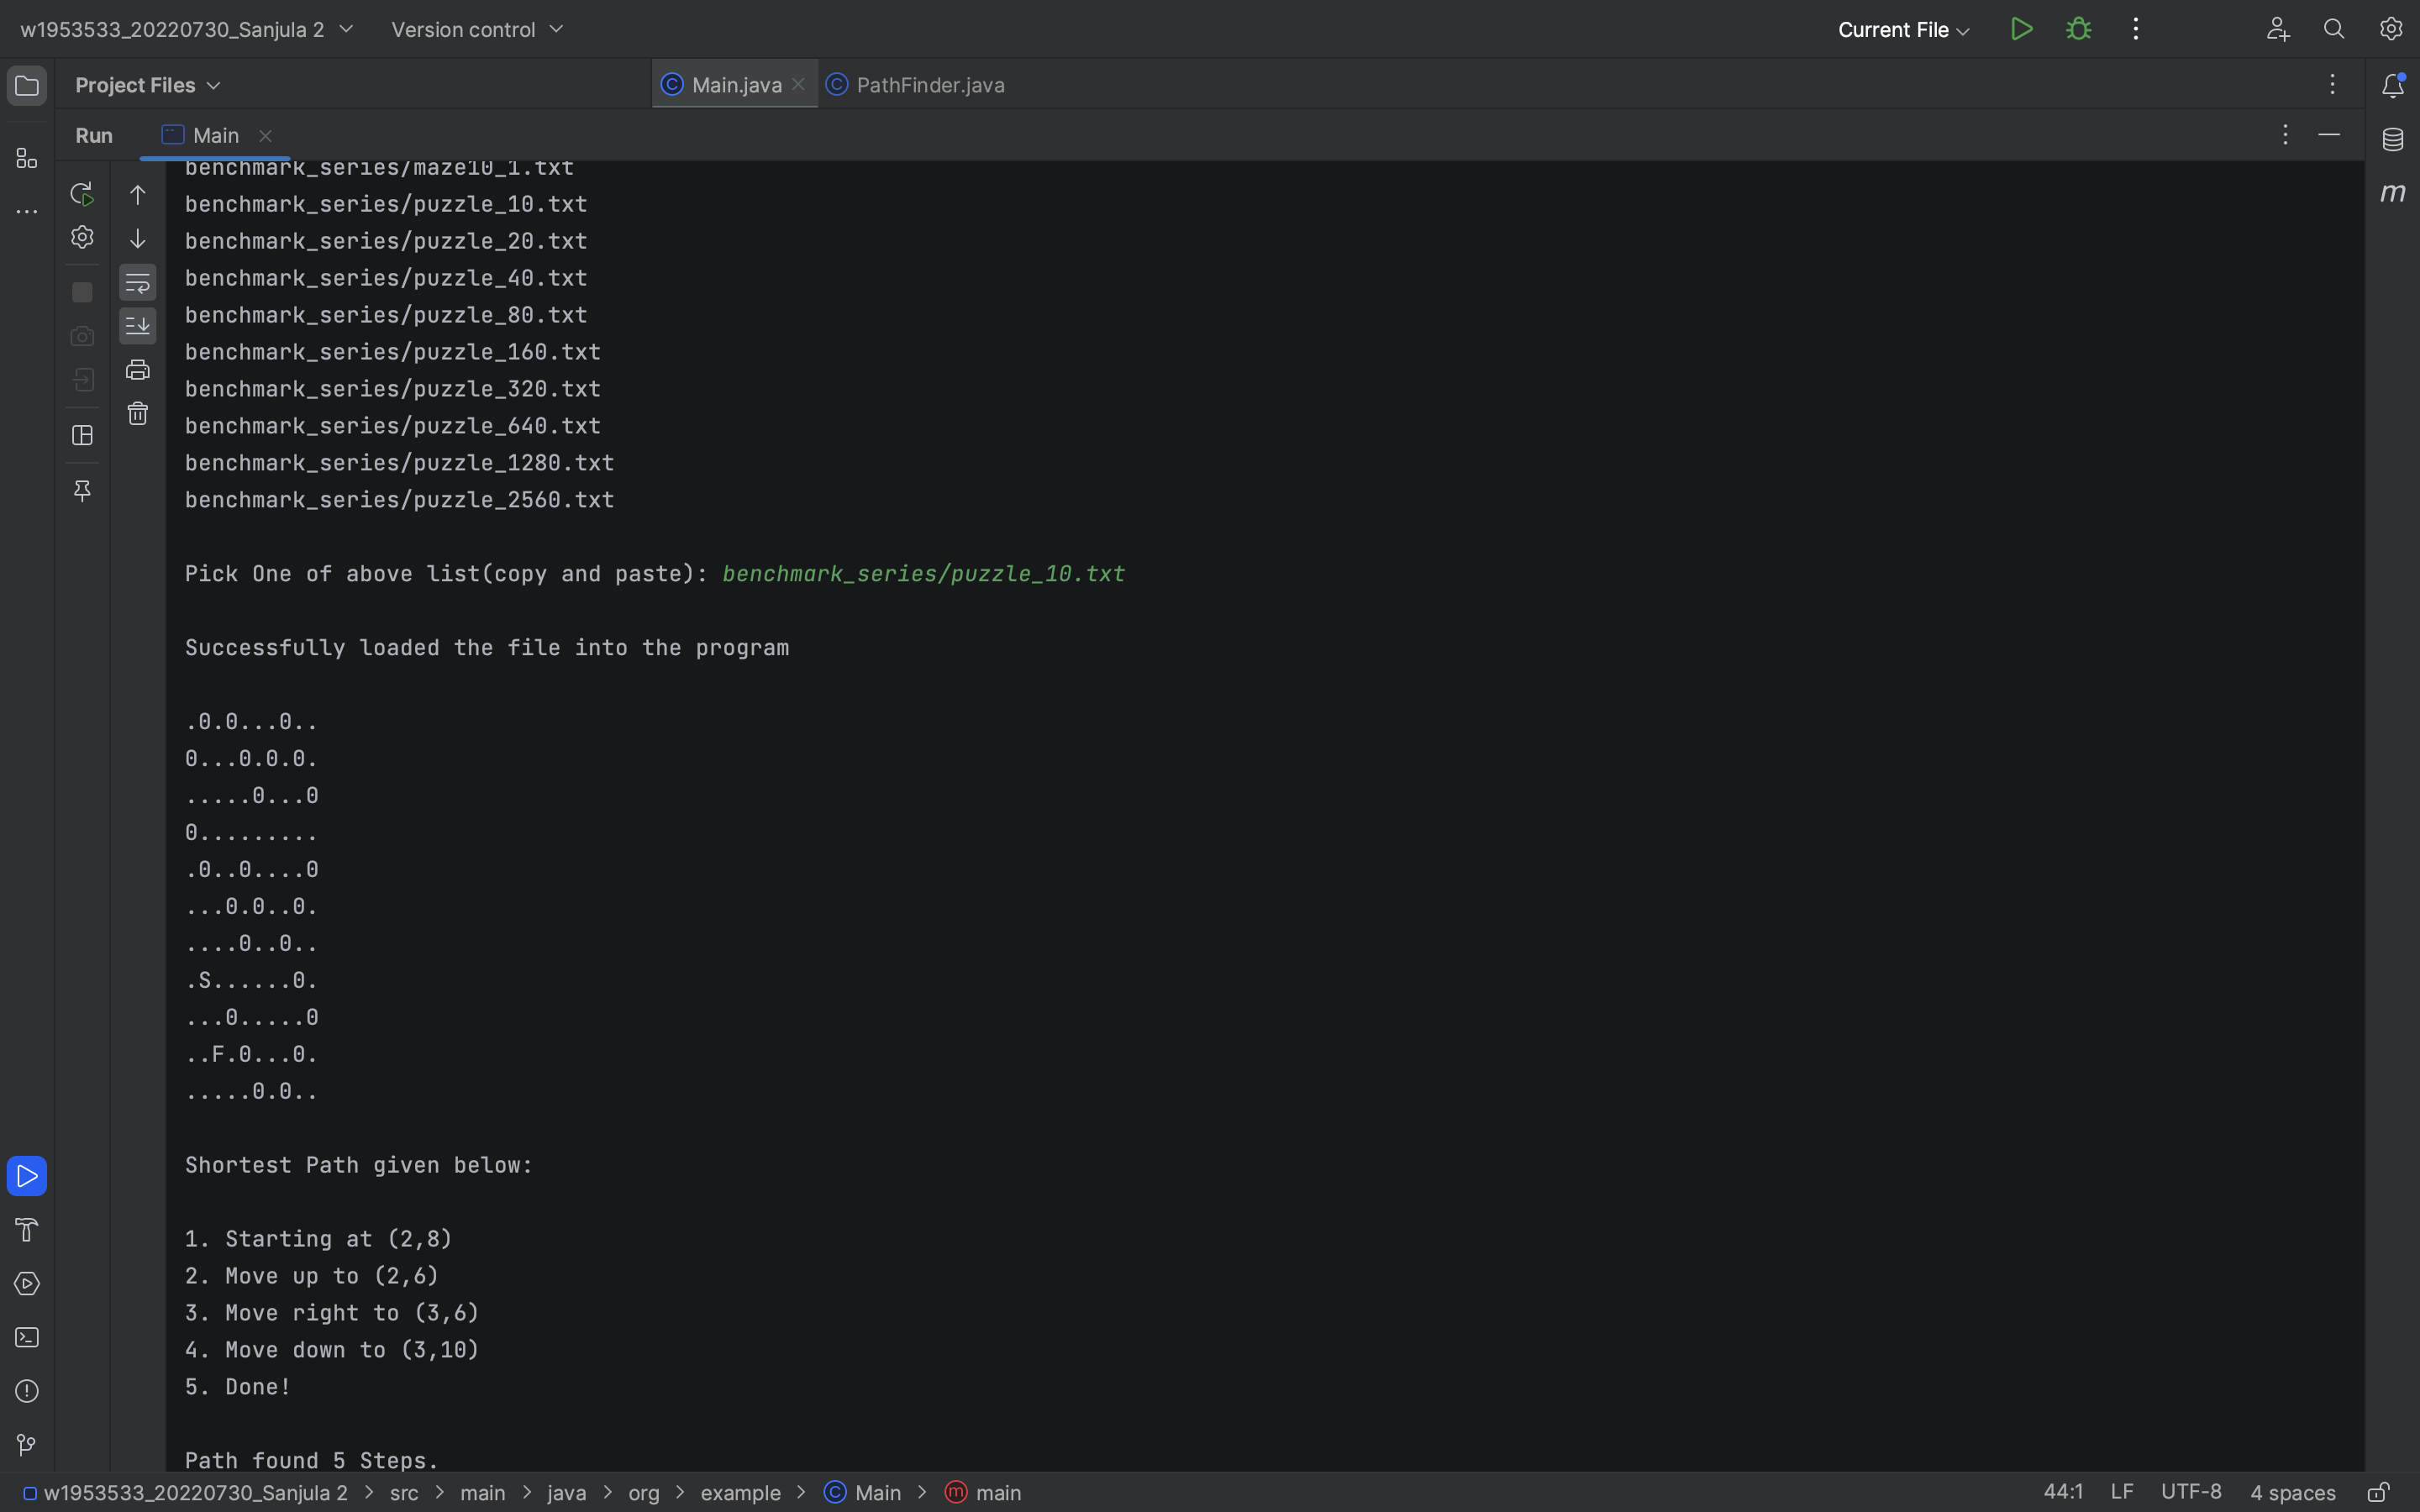 w1953533_20220730_Sanjula 2 Version control Current File
Project Files Main.java PathFinder.java
Run Main
benchmark_series/maze10_1.txt
benchmark_series/puzzle_10.txt
benchmark_series/puzzle_20.txt
benchmark_series/puzzle_40.txt
benchmark_series/puzzle_80.txt
benchmark_series/puzzle_160.txt
benchmark_series/puzzle_320.txt
benchmark_series/puzzle_640.txt
benchmark_series/puzzle_1280.txt
benchmark_series/puzzle_2560.txt
Pick One of above list(copy and paste): benchmark_series/puzzle_10.txt
Successfully loaded the file into the program
.0.0...0..
0...0.0.0.
.....0...0
0.........
.0..0....0
...0.0..0.
....0..0..
.S......0.
...0.....0
..F.0...0.
.....0.0..
Shortest Path given below:
1. Starting at (2,8)
2. Move up to (2,6)
3. Move right to (3,6)
4. Move down to (3,10)
5. Done!
Path found 5 Steps.
w1953533_20220730_Sanjula 2 > src > main > java > org > example > Main > main 44:1 LF UTF-8 4 spaces